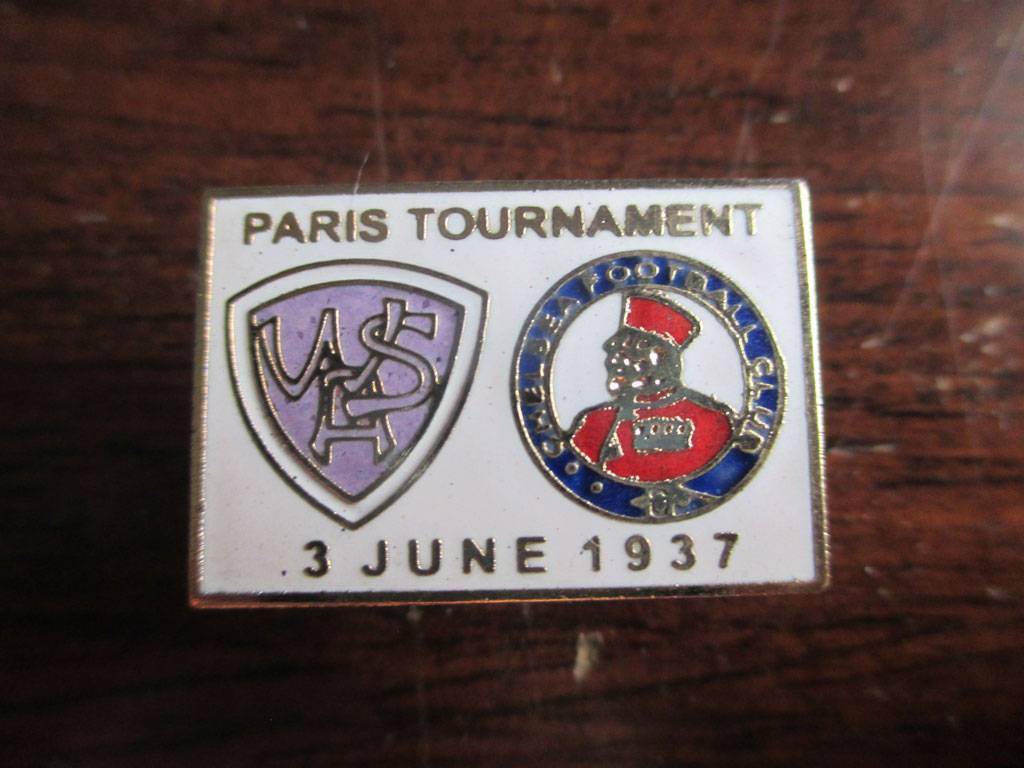 PARIS TOURNAMENT
CHELSEA FOOTBALL CLUB
3 JUNE 1937